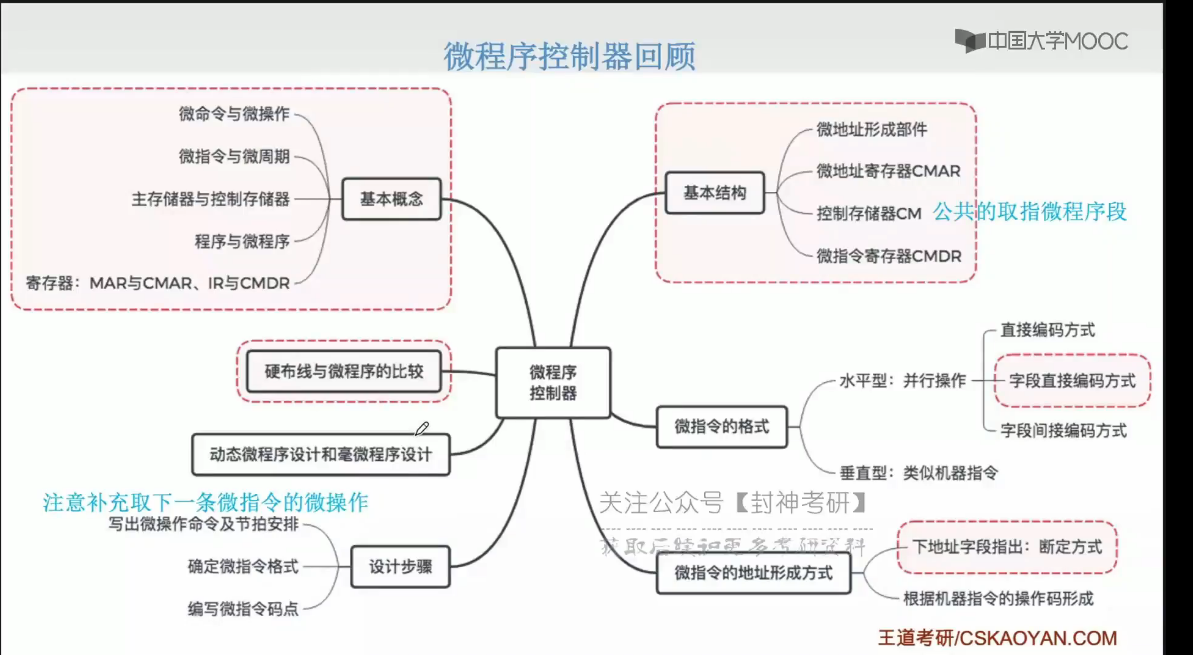 中国大学MOOC
微程序控制器回顾
微命令与微操作
微指令与微周期
主存储器与控制存储器
程序与微程序
寄存器：MAR与CMAR、IR与CMDR
基本概念
硬布线与微程序的比较
动态微程序设计和毫微程序设计
注意补充取下一条微指令的微操作
写出微操作命令及节拍安排
确定微指令格式
编写微指令码点
设计步骤
微程序
控制器
基本结构
微地址形成部件
微地址寄存器CMAR
控制存储器CM 公共的取指微程序段
微指令寄存器CMDR
微指令的格式
水平型：并行操作
直接编码方式
字段直接编码方式
字段间接编码方式
垂直型：类似机器指令
关注公众号【封神考研】
获取后续和更多考研资料
微指令的地址形成方式
下地址字段指出：断定方式
根据机器指令的操作码形成
王道考研/CSKAOYAN.COM